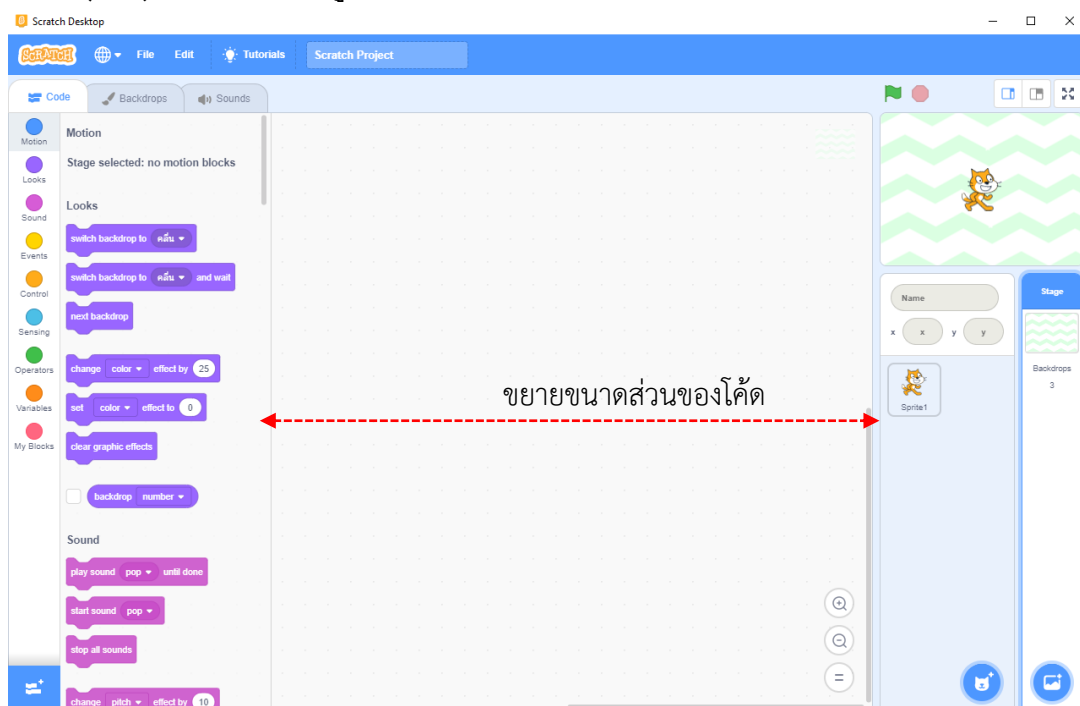 Scratch Desktop
SCRATCH File Edit Tutorials Scratch Project
Code Backdrops Sounds
Motion
Looks
Sound
Events
Control
Sensing
Operators
Variables
My Blocks
Motion
Stage selected: no motion blocks
Looks
switch backdrop to คลื่น
switch backdrop to คลื่น and wait
next backdrop
change color effect by 25
set color effect to 0
clear graphic effects
backdrop number
Sound
play sound pop until done
start sound pop
stop all sounds
change pitch effect by 10
ขยายขนาดส่วนของโค้ด
Name
x x y y
Sprite1
Stage
Backdrops
3